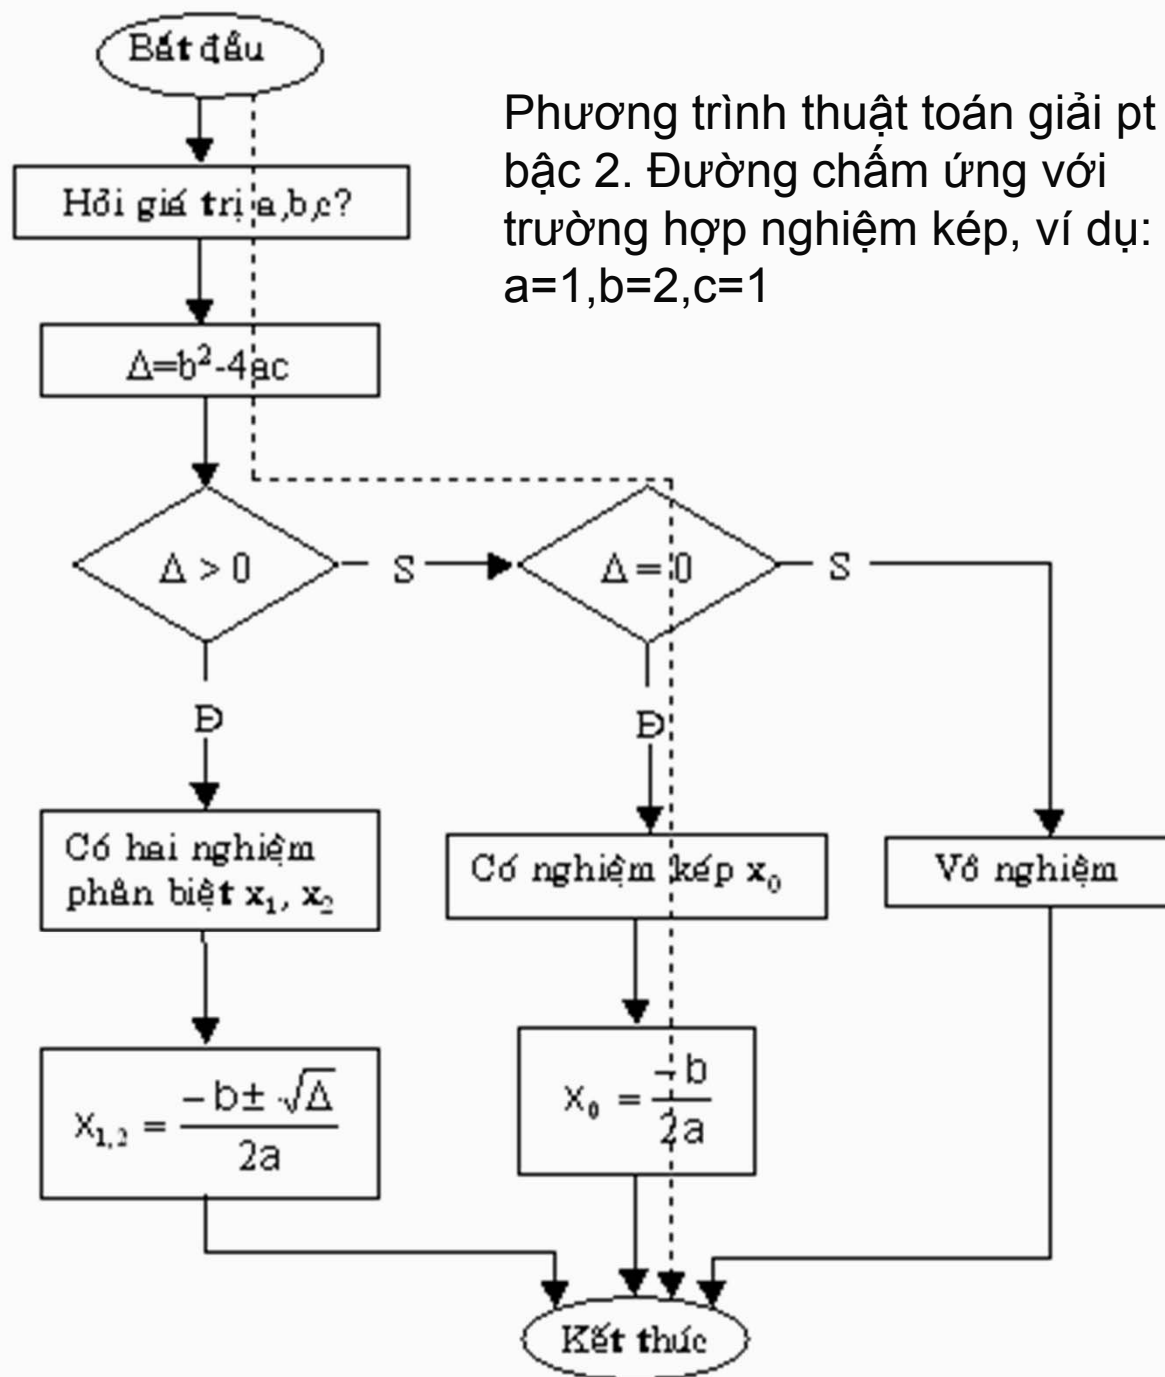 Bắt đầu
Phương trình thuật toán giải pt
bậc 2. Đường chấm ứng với
trường hợp nghiệm kép, ví dụ:
a=1,b=2,c=1
Hỏi giá trị a,b,c?
Δ=b²-4ac
Δ > 0
S
Δ = 0
S
Đ
Đ
Có hai nghiệm
phân biệt x₁, x₂
Có nghiệm kép x₀
Vô nghiệm
x₁,₂ = (-b ± √Δ) / 2a
x₀ = -b / 2a
Kết thúc